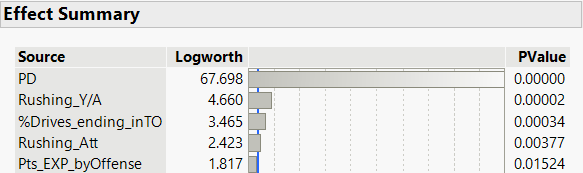 Effect Summary
Source Logworth PValue
PD 67.698 0.00000
Rushing_Y/A 4.660 0.00002
%Drives_ending_inTO 3.465 0.00034
Rushing_Att 2.423 0.00377
Pts_EXP_byOffense 1.817 0.01524